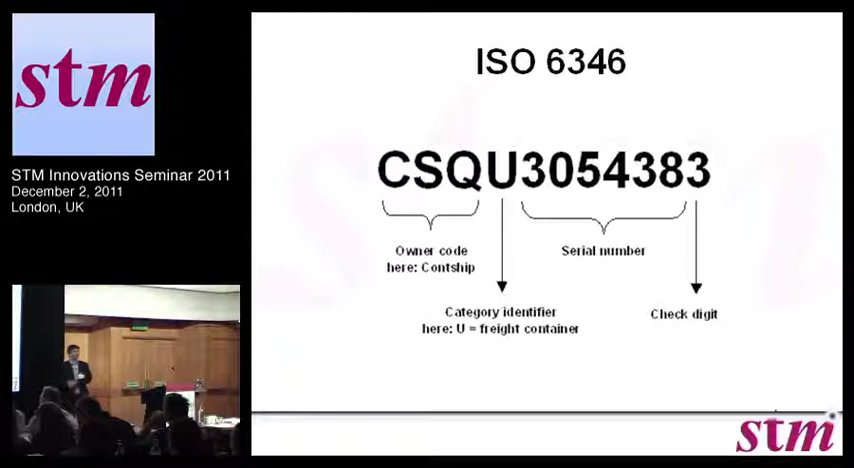 stm
STM Innovations Seminar 2011
December 2, 2011
London, UK
ISO 6346
CSQU3054383
Owner code
here: Contship
Serial number
Category identifier
here: U = freight container
Check digit
stm